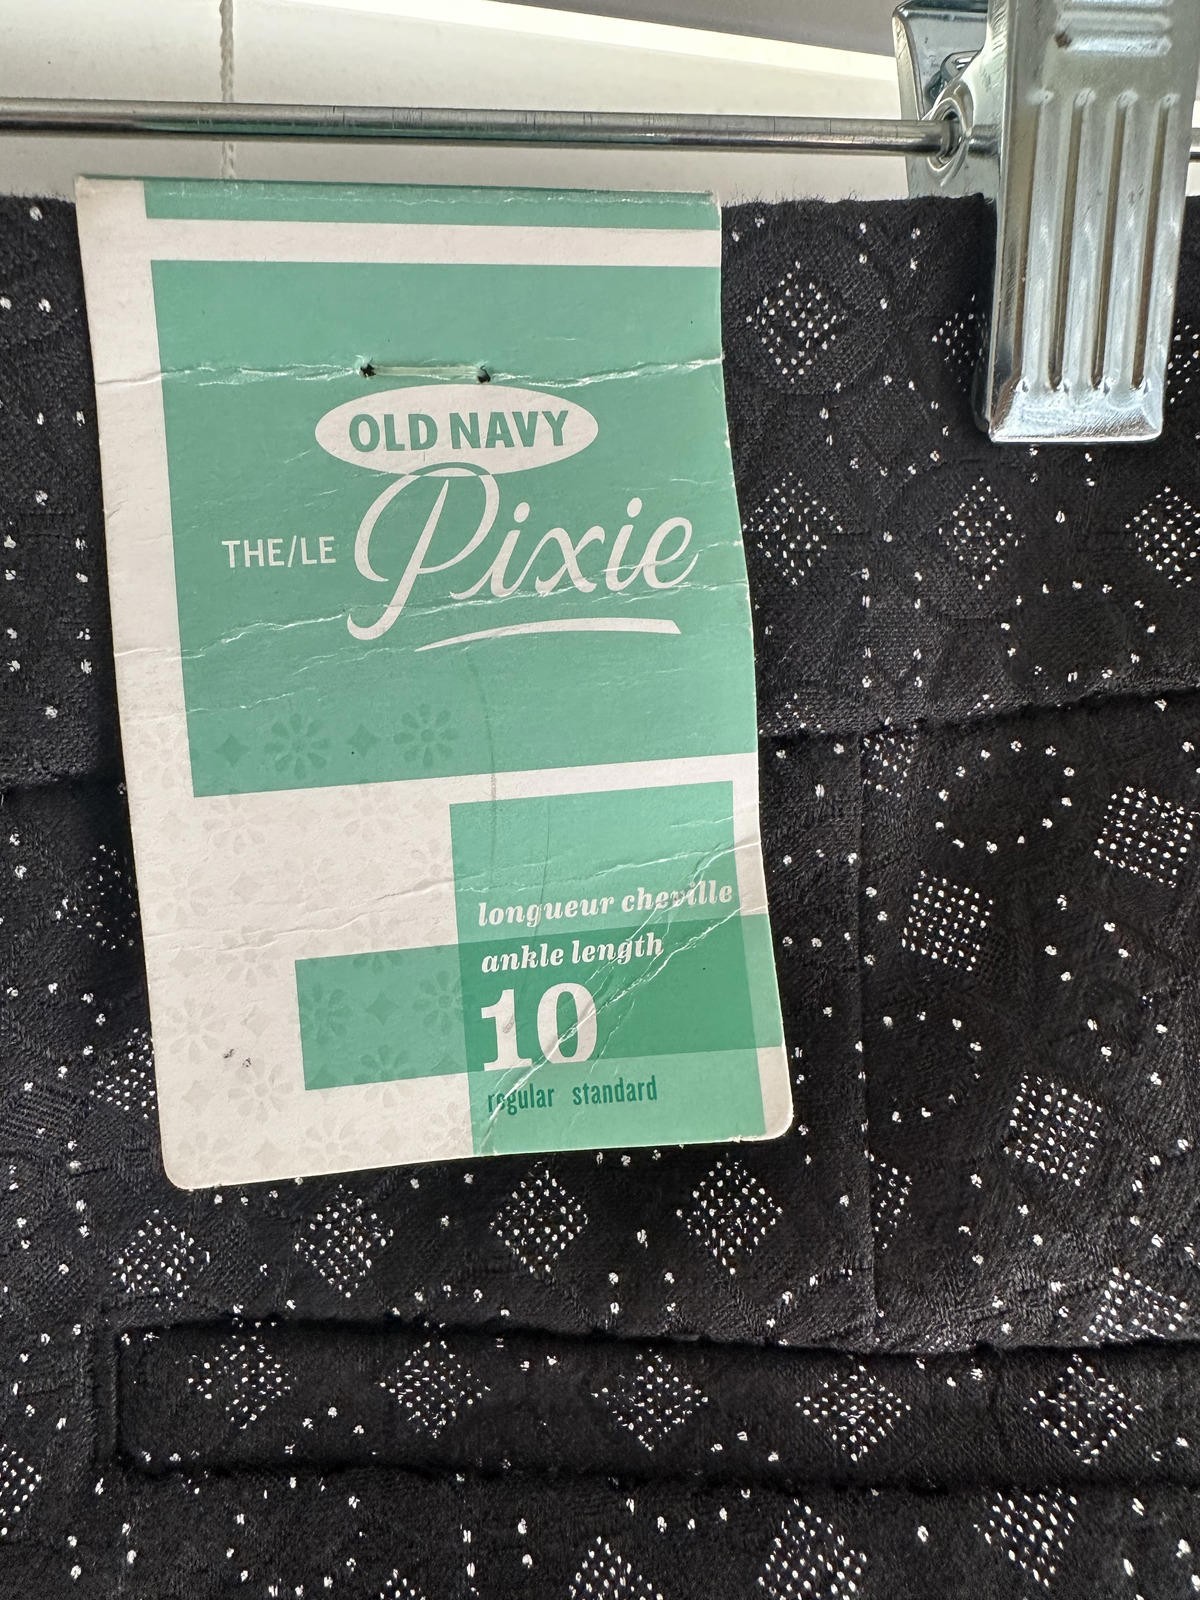 OLD NAVY
THE/LE Pixie
longueur cheville
ankle length
10
regular standard